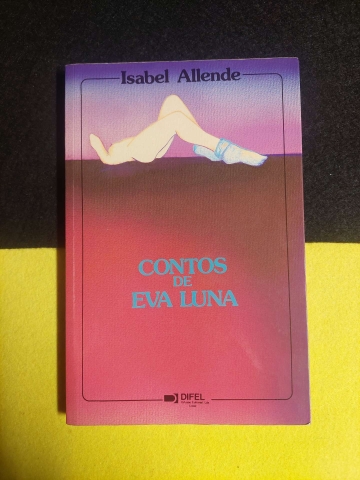 Isabel Allende
CONTOS
DE
EVA LUNA
DIFEL